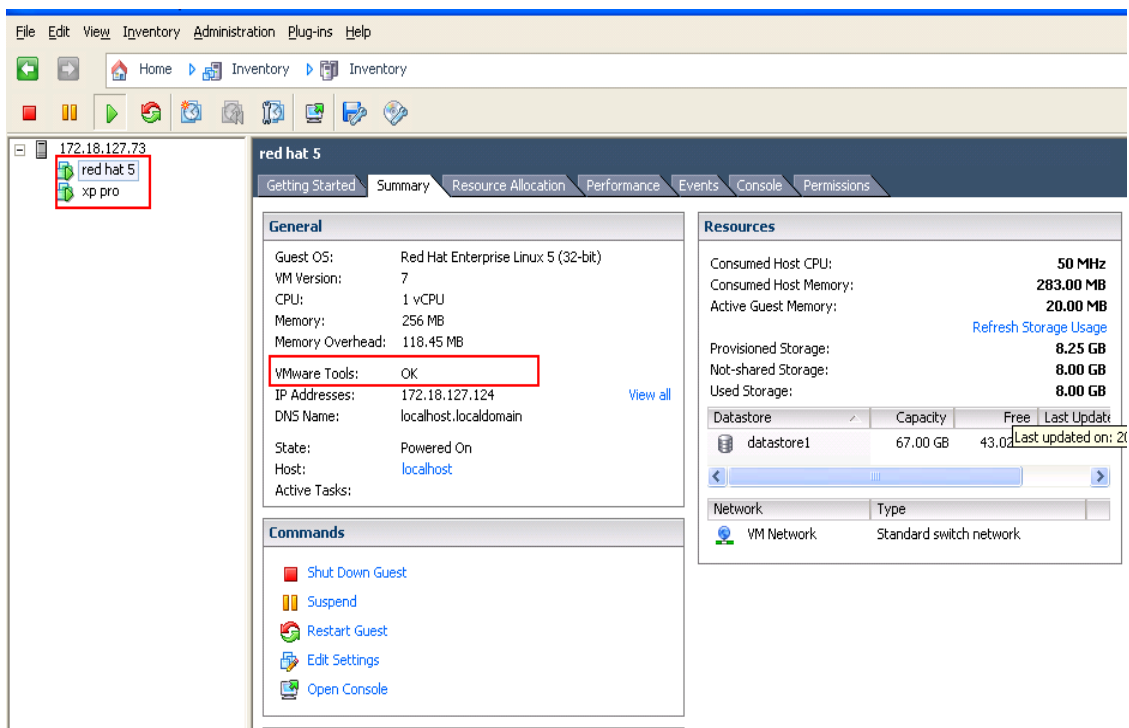 File Edit View Inventory Administration Plug-ins Help
Home Inventory Inventory
172.18.127.73
red hat 5
xp pro
red hat 5
Getting Started Summary Resource Allocation Performance Events Console Permissions
General
Guest OS: Red Hat Enterprise Linux 5 (32-bit)
VM Version: 7
CPU: 1 vCPU
Memory: 256 MB
Memory Overhead: 118.45 MB
VMware Tools: OK
IP Addresses: 172.18.127.124 View all
DNS Name: localhost.localdomain
State: Powered On
Host: localhost
Active Tasks:
Commands
Shut Down Guest
Suspend
Restart Guest
Edit Settings
Open Console
Resources
Consumed Host CPU: 50 MHz
Consumed Host Memory: 283.00 MB
Active Guest Memory: 20.00 MB
Refresh Storage Usage
Provisioned Storage: 8.25 GB
Not-shared Storage: 8.00 GB
Used Storage: 8.00 GB
Datastore Capacity Free Last Update
datastore1 67.00 GB 43.02 Last updated on: 20
Network Type
VM Network Standard switch network